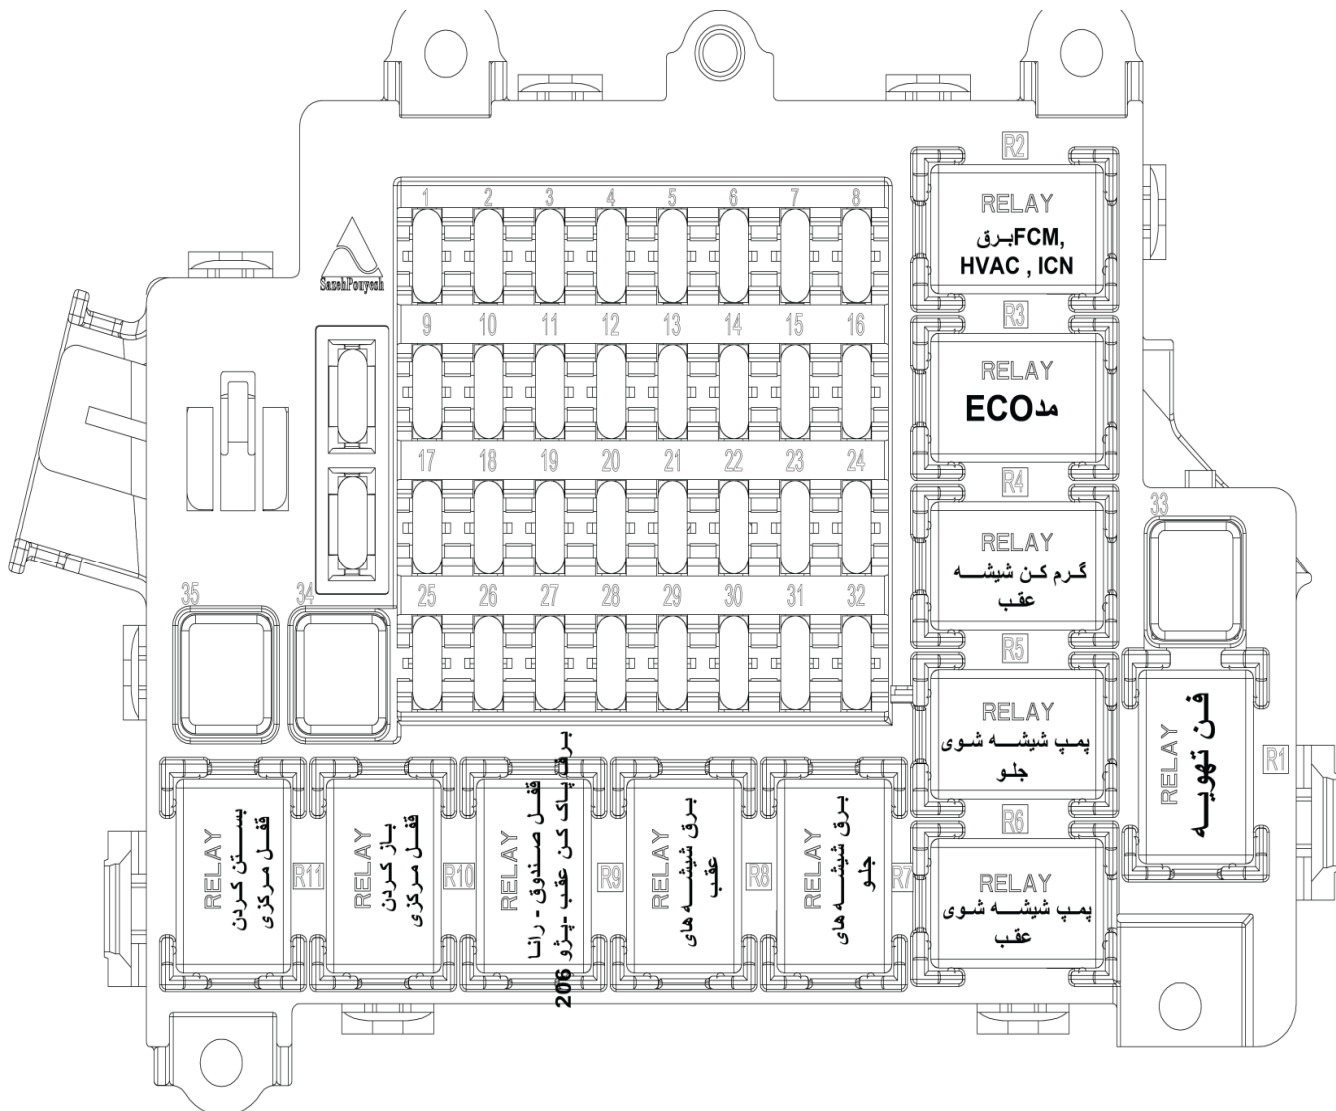 R2
RELAY
برق FCM,
HVAC , ICN
1 2 3 4 5 6 7 8
SazehPouyesh
9 10 11 12 13 14 15 16
R3
RELAY
مد ECO
17 18 19 20 21 22 23 24
R4
RELAY
گرم کن شیشه
عقب
33
35 34
25 26 27 28 29 30 31 32
R5
RELAY
پمپ شیشه شوی
جلو
R1
RELAY
فن تهویه
R6
RELAY
پمپ شیشه شوی
عقب
R11
RELAY
بستن کردن
قفل مرکزی
R10
RELAY
باز کردن
قفل مرکزی
R9
RELAY
قفل صندوق - رانا
برق پاک کن عقب - پژو 206
R8
RELAY
برق شیشه های
عقب
R7
RELAY
برق شیشه های
جلو